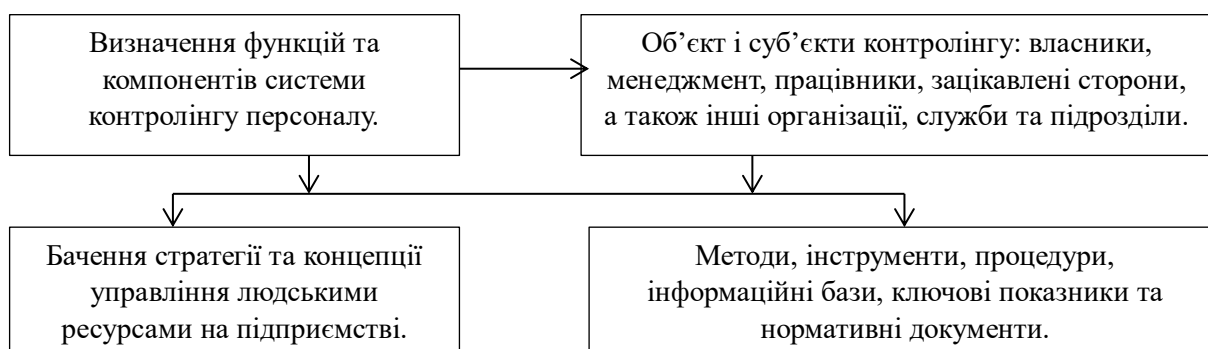 Визначення функцій та
компонентів системи
контролінгу персоналу.
Об’єкт і суб’єкти контролінгу: власники,
менеджмент, працівники, зацікавлені сторони,
а також інші організації, служби та підрозділи.
Бачення стратегії та концепції
управління людськими
ресурсами на підприємстві.
Методи, інструменти, процедури,
інформаційні бази, ключові показники та
нормативні документи.